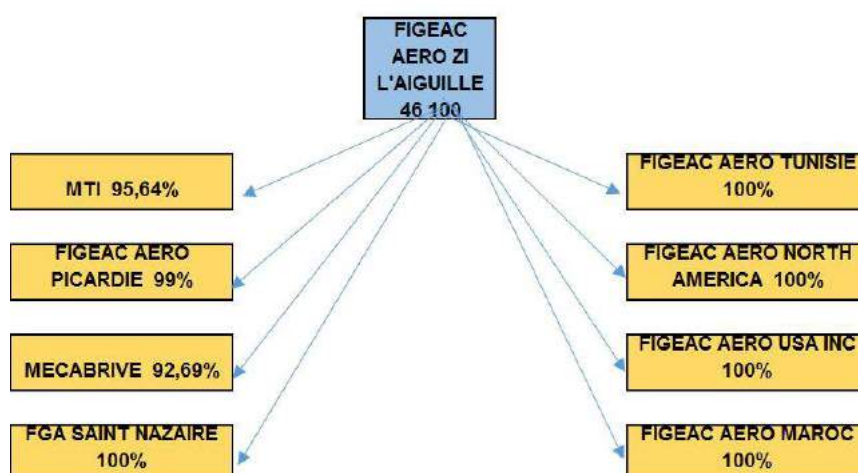 FIGEAC
AERO ZI
L'AIGUILLE
46 100
MTI 95,64%
FIGEAC AERO
PICARDIE 99%
MECABRIVE 92,69%
FGA SAINT NAZAIRE
100%
FIGEAC AERO TUNISIE
100%
FIGEAC AERO NORTH
AMERICA 100%
FIGEAC AERO USA INC
100%
FIGEAC AERO MAROC
100%